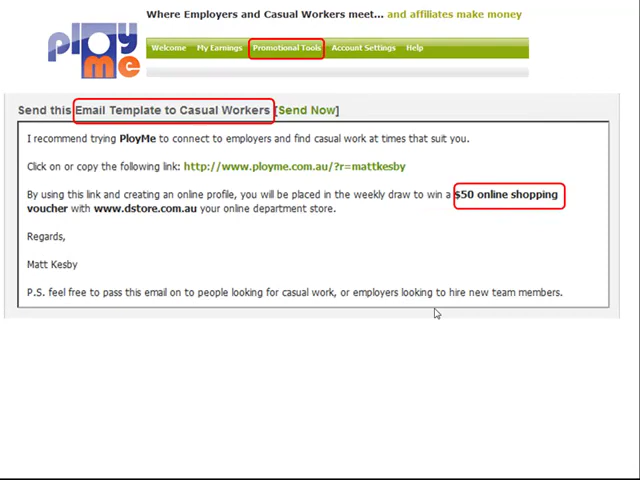 Where Employers and Casual Workers meet... and affiliates make money
ploy
me
Welcome My Earnings Promotional Tools Account Settings Help
Send this Email Template to Casual Workers [Send Now]
I recommend trying PloyMe to connect to employers and find casual work at times that suit you.
Click on or copy the following link: http://www.ployme.com.au/?r=mattkesby
By using this link and creating an online profile, you will be placed in the weekly draw to win a $50 online shopping
voucher with www.dstore.com.au your online department store.
Regards,
Matt Kesby
P.S. feel free to pass this email on to people looking for casual work, or employers looking to hire new team members.